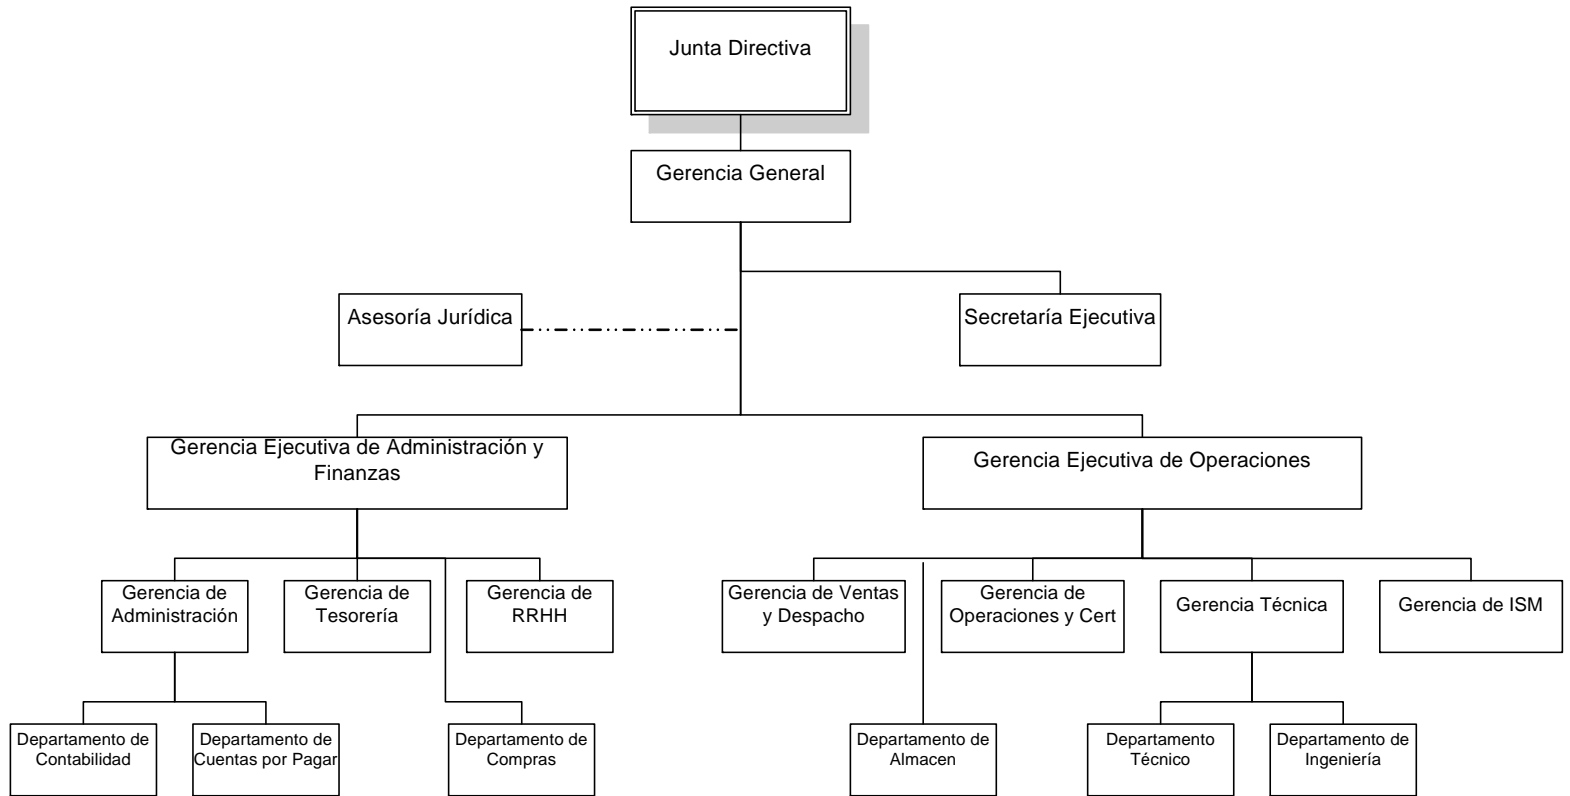 Junta Directiva
Gerencia General
Asesoría Jurídica
Secretaría Ejecutiva
Gerencia Ejecutiva de Administración y
Finanzas
Gerencia Ejecutiva de Operaciones
Gerencia de
Administración
Gerencia de
Tesorería
Gerencia de
RRHH
Gerencia de Ventas
y Despacho
Gerencia de
Operaciones y Cert
Gerencia Técnica
Gerencia de ISM
Departamento de
Contabilidad
Departamento de
Cuentas por Pagar
Departamento de
Compras
Departamento de
Almacen
Departamento
Técnico
Departamento de
Ingeniería